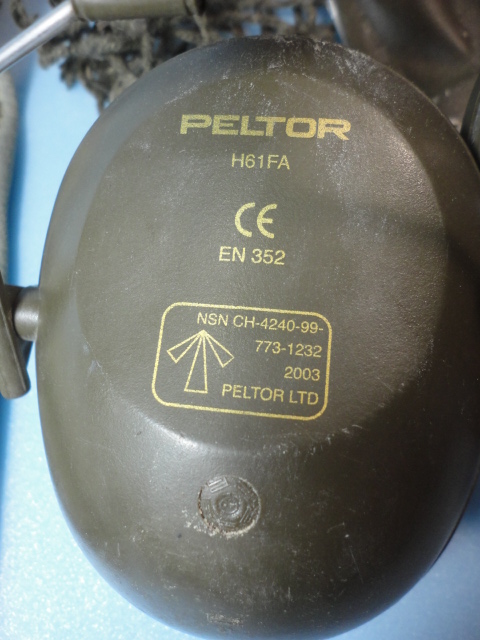 PELTOR
H61FA
CE
EN 352
NSN CH-4240-99-
773-1232
2003
PELTOR LTD